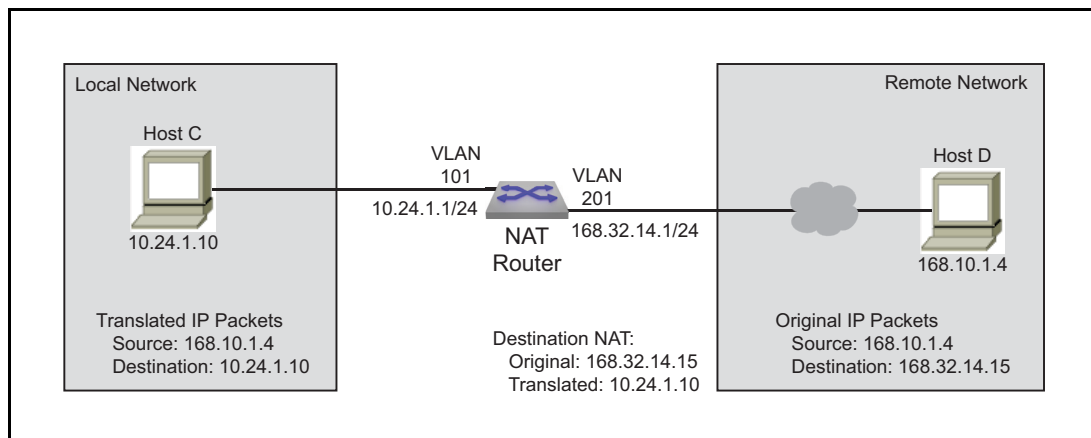 Local Network
Host C
10.24.1.10
Translated IP Packets
Source: 168.10.1.4
Destination: 10.24.1.10
VLAN
101
10.24.1.1/24
NAT
Router
VLAN
201
168.32.14.1/24
Destination NAT:
Original: 168.32.14.15
Translated: 10.24.1.10
Remote Network
Host D
168.10.1.4
Original IP Packets
Source: 168.10.1.4
Destination: 168.32.14.15